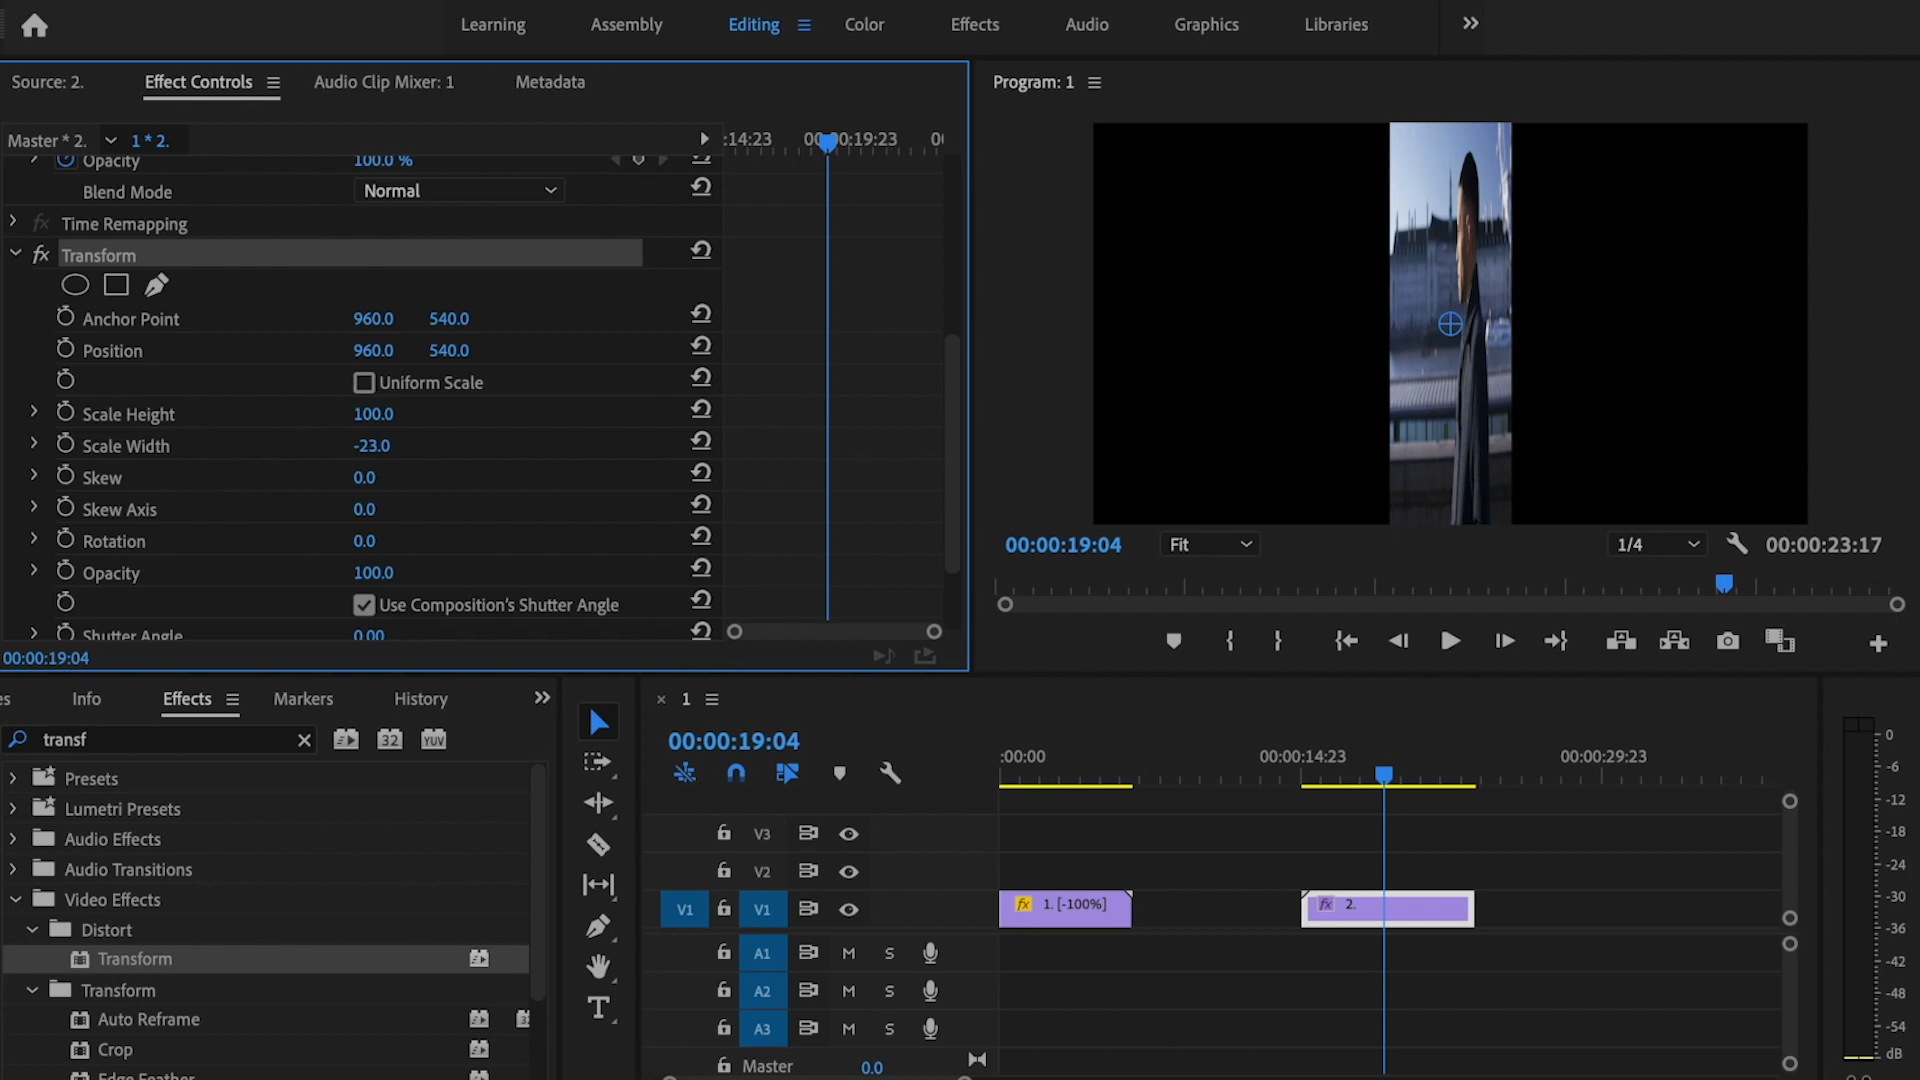 Learning Assembly Editing Color Effects Audio Graphics Libraries
Source: 2. Effect Controls Audio Clip Mixer: 1 Metadata
Program: 1
Master * 2. 1 * 2.
:14:23 00:00:19:23
Opacity 100.0 %
Blend Mode Normal
fx Time Remapping
fx Transform
Anchor Point 960.0 540.0
Position 960.0 540.0
Uniform Scale
Scale Height 100.0
Scale Width -23.0
Skew 0.0
Skew Axis 0.0
Rotation 0.0
Opacity 100.0
Use Composition's Shutter Angle
Shutter Angle 0.00
00:00:19:04
00:00:19:04 Fit 1/4 00:00:23:17
es Info Effects Markers History
transf 32 YUV
Presets
Lumetri Presets
Audio Effects
Audio Transitions
Video Effects
Distort
Transform
Transform
Auto Reframe
Crop
Edge Feather
1
00:00:19:04
:00:00 00:00:14:23 00:00:29:23
V3
V2
V1 V1 fx 1. [-100%] fx 2.
A1 M S
A2 M S
A3 M S
Master 0.0
0
-6
-12
-18
-24
-30
-36
-42
-48
-54
dB